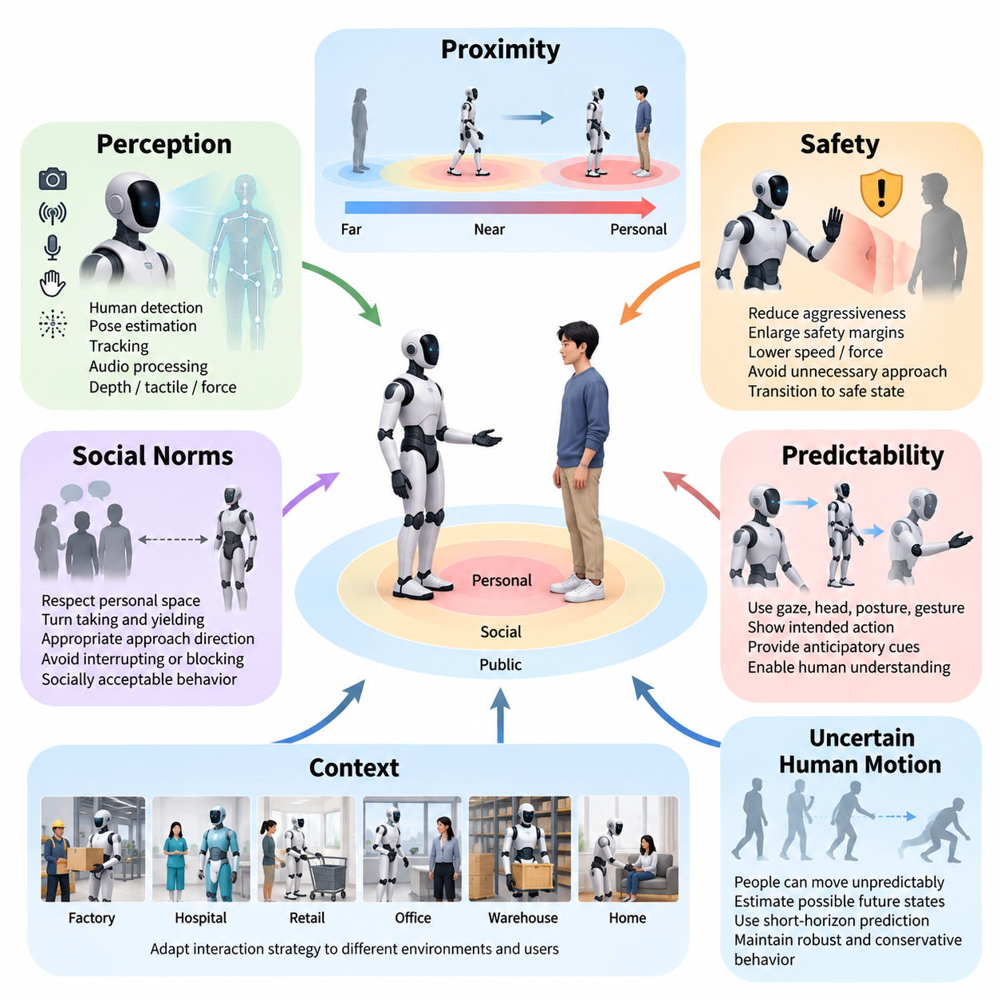 Proximity
Far
Near
Personal
Perception
Human detection
Pose estimation
Tracking
Audio processing
Depth / tactile / force
Safety
Reduce aggressiveness
Enlarge safety margins
Lower speed / force
Avoid unnecessary approach
Transition to safe state
Social Norms
Respect personal space
Turn taking and yielding
Appropriate approach direction
Avoid interrupting or blocking
Socially acceptable behavior
Personal
Social
Public
Predictability
Use gaze, head, posture, gesture
Show intended action
Provide anticipatory cues
Enable human understanding
Context
Factory
Hospital
Retail
Office
Warehouse
Home
Adapt interaction strategy to different environments and users
Uncertain
Human Motion
People can move unpredictably
Estimate possible future states
Use short-horizon prediction
Maintain robust and conservative
behavior